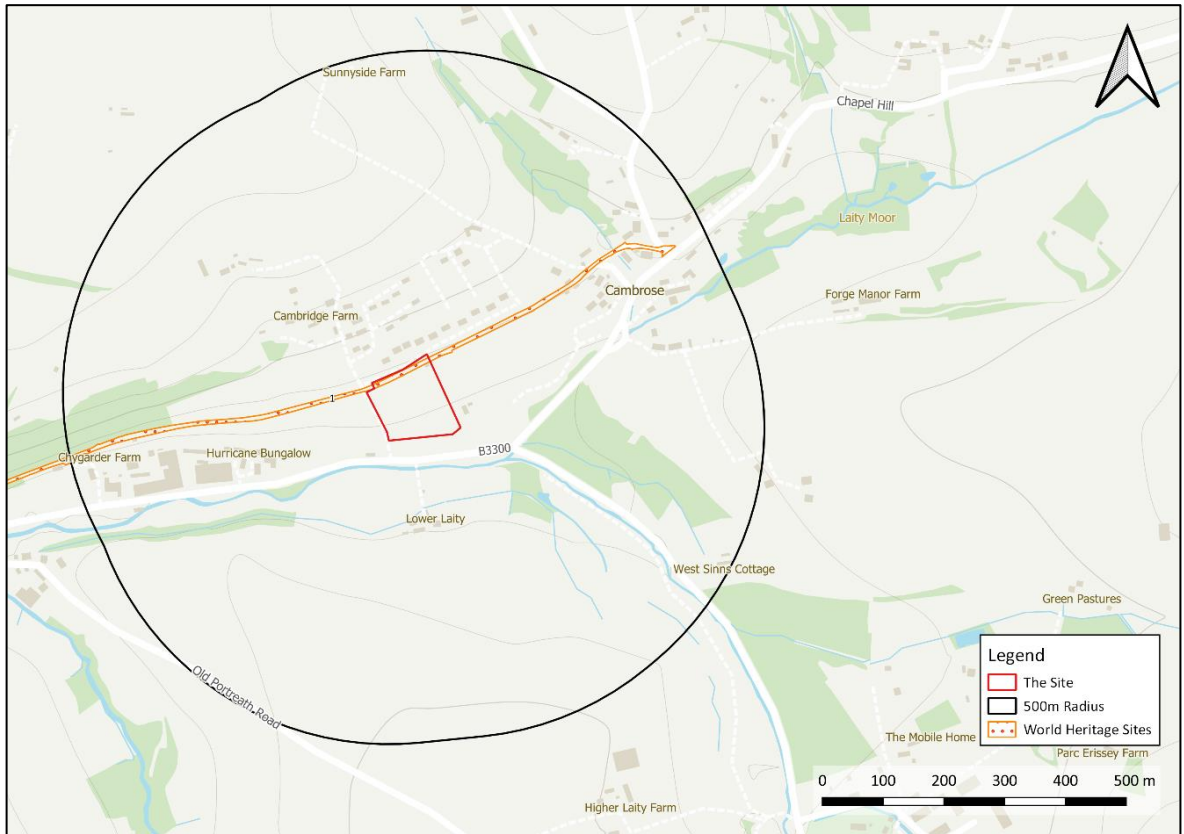 Sunnyside Farm
Chapel Hill
Laity Moor
Cambrose
Forge Manor Farm
Cambridge Farm
1
Chygarder Farm
Hurricane Bungalow
B3300
Lower Laity
West Sinns Cottage
Green Pastures
Old Portreath Road
The Mobile Home
Parc Erissey Farm
Higher Laity Farm
Legend
The Site
500m Radius
World Heritage Sites
0 100 200 300 400 500 m